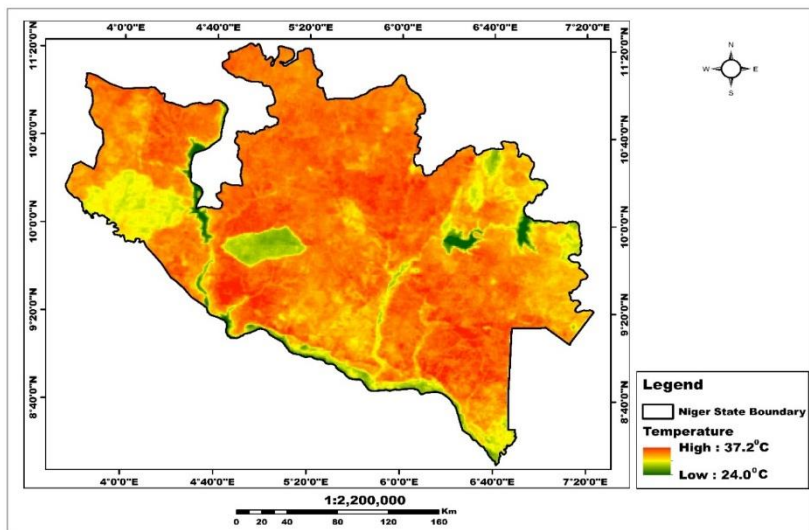 4°0'0"E 4°40'0"E 5°20'0"E 6°0'0"E 6°40'0"E 7°20'0"E
11°20'0"N 11°20'0"N
10°40'0"N 10°40'0"N
10°0'0"N 10°0'0"N
9°20'0"N 9°20'0"N
8°40'0"N 8°40'0"N
4°0'0"E 4°40'0"E 5°20'0"E 6°0'0"E 6°40'0"E 7°20'0"E
N
W E
S
Legend
Niger State Boundary
Temperature
High : 37.2°C
Low : 24.0°C
1:2,200,000
Km
0 10 20 40 80 120 160